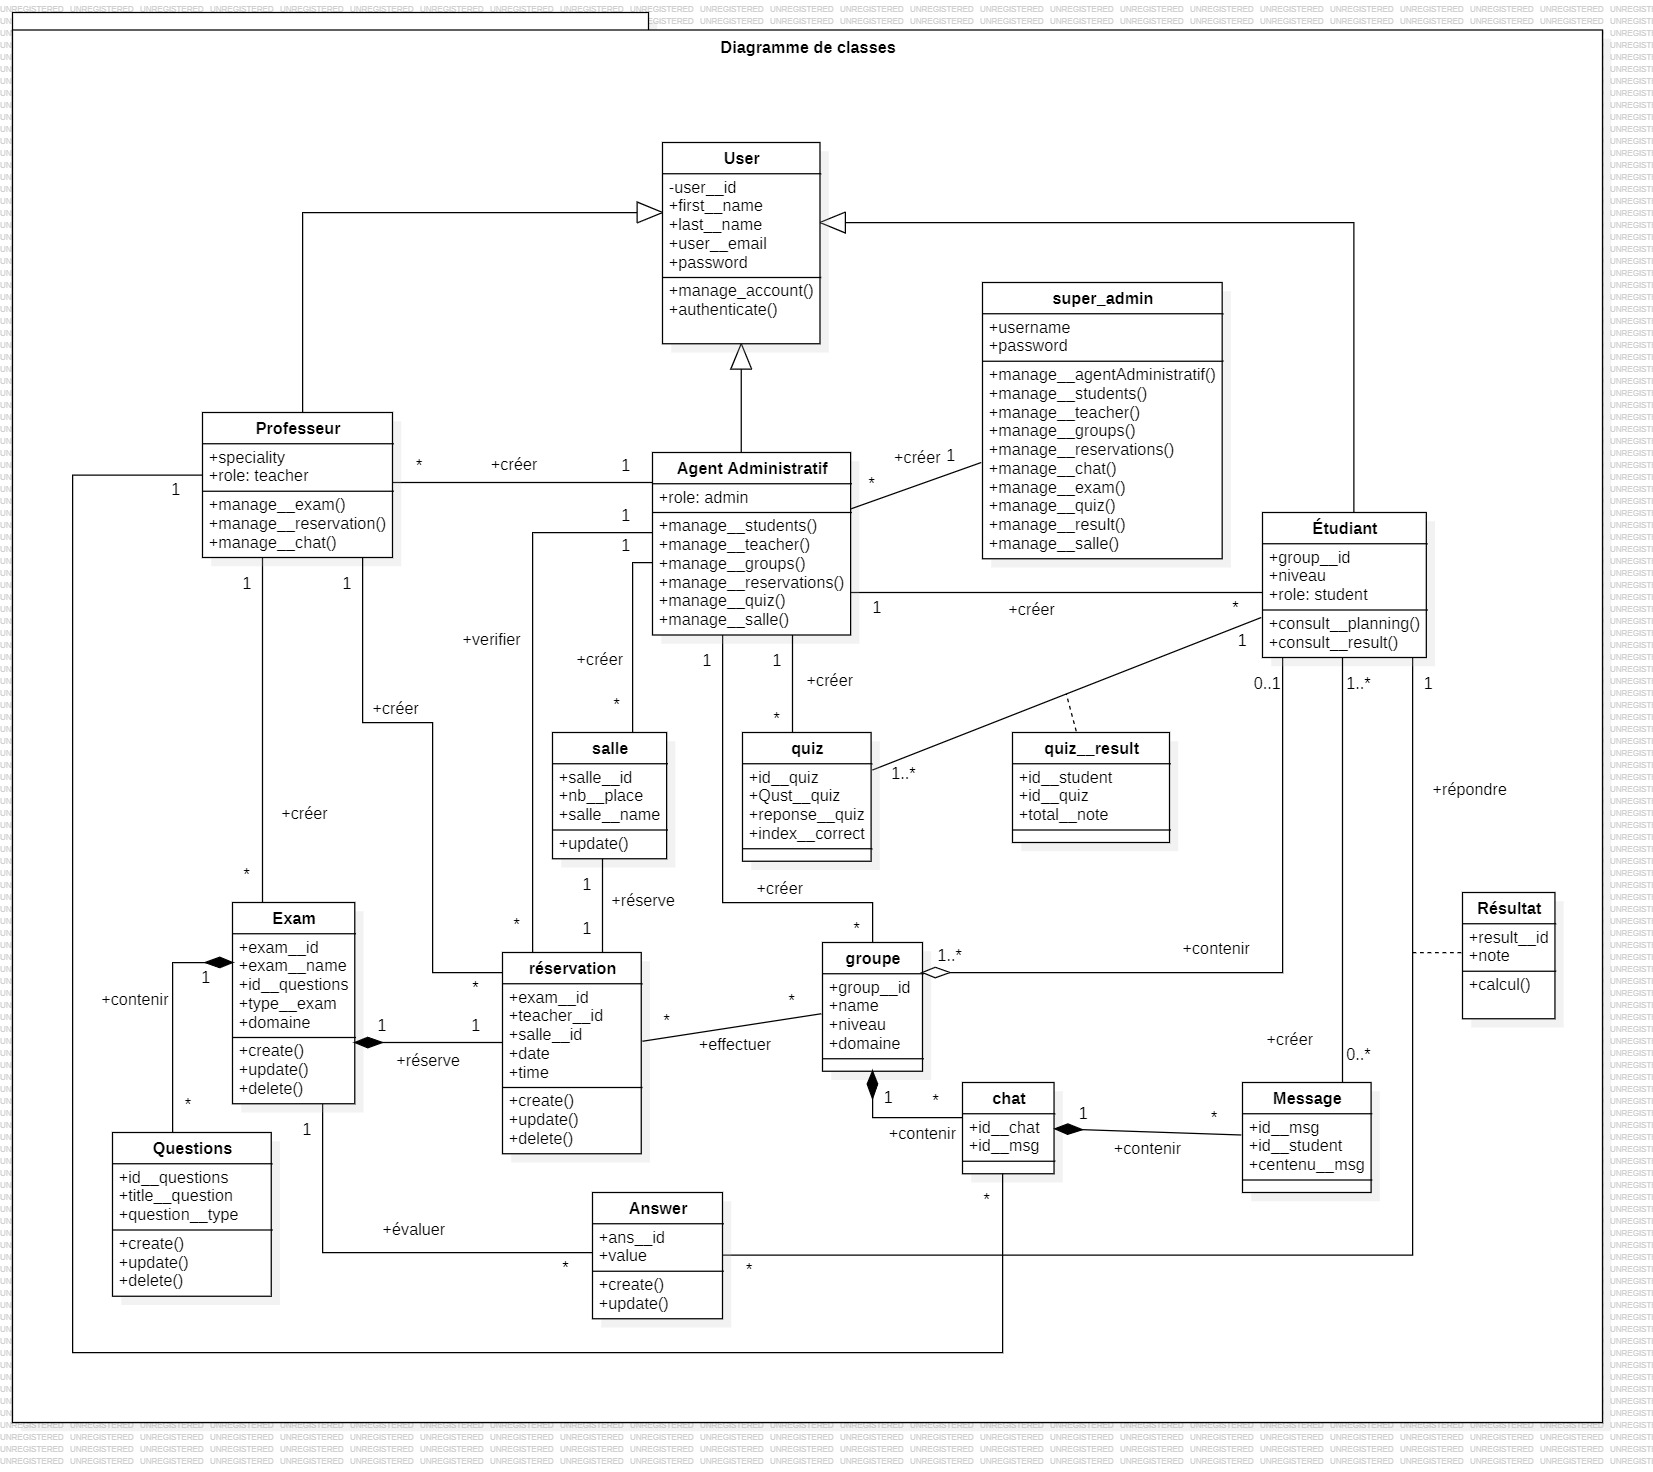 Diagramme de classes
User
-user__id
+first__name
+last__name
+user__email
+password
+manage_account()
+authenticate()
super_admin
+username
+password
+manage__agentAdministratif()
+manage__students()
+manage__teacher()
+manage__groups()
+manage__reservations()
+manage__chat()
+manage__exam()
+manage__quiz()
+manage__result()
+manage__salle()
Professeur
+speciality
+role: teacher
+manage__exam()
+manage__reservation()
+manage__chat()
* +créer 1
Agent Administratif
+role: admin
+manage__students()
+manage__teacher()
+manage__groups()
+manage__reservations()
+manage__quiz()
+manage__salle()
* +créer 1
Étudiant
+group__id
+niveau
+role: student
+consult__planning()
+consult__result()
1
1
1
1 +créer *
1
1
+verifier
+créer
1
1
+créer
1
0..1
1..*
1
*
*
+créer
salle
+salle__id
+nb__place
+salle__name
+update()
quiz
+id__quiz
+Qust__quiz
+reponse__quiz
+index__correct
1..*
quiz__result
+id__student
+id__quiz
+total__note
+répondre
+créer
*
1
+réserve
1
*
+créer
*
Exam
+exam__id
+exam__name
+id__questions
+type__exam
+domaine
+create()
+update()
+delete()
1
+contenir
*
1
+réserve
1
*
réservation
+exam__id
+teacher__id
+salle__id
+date
+time
+create()
+update()
+delete()
*
+effectuer
*
groupe
+group__id
+name
+niveau
+domaine
1..*
+contenir
Résultat
+result__id
+note
+calcul()
+créer
0..*
1
*
+contenir
chat
+id__chat
+id__msg
1
+contenir
*
Message
+id__msg
+id__student
+centenu__msg
Questions
+id__questions
+title__question
+question__type
+create()
+update()
+delete()
1
+évaluer
*
Answer
+ans__id
+value
+create()
+update()
*
*
UNREGISTERED